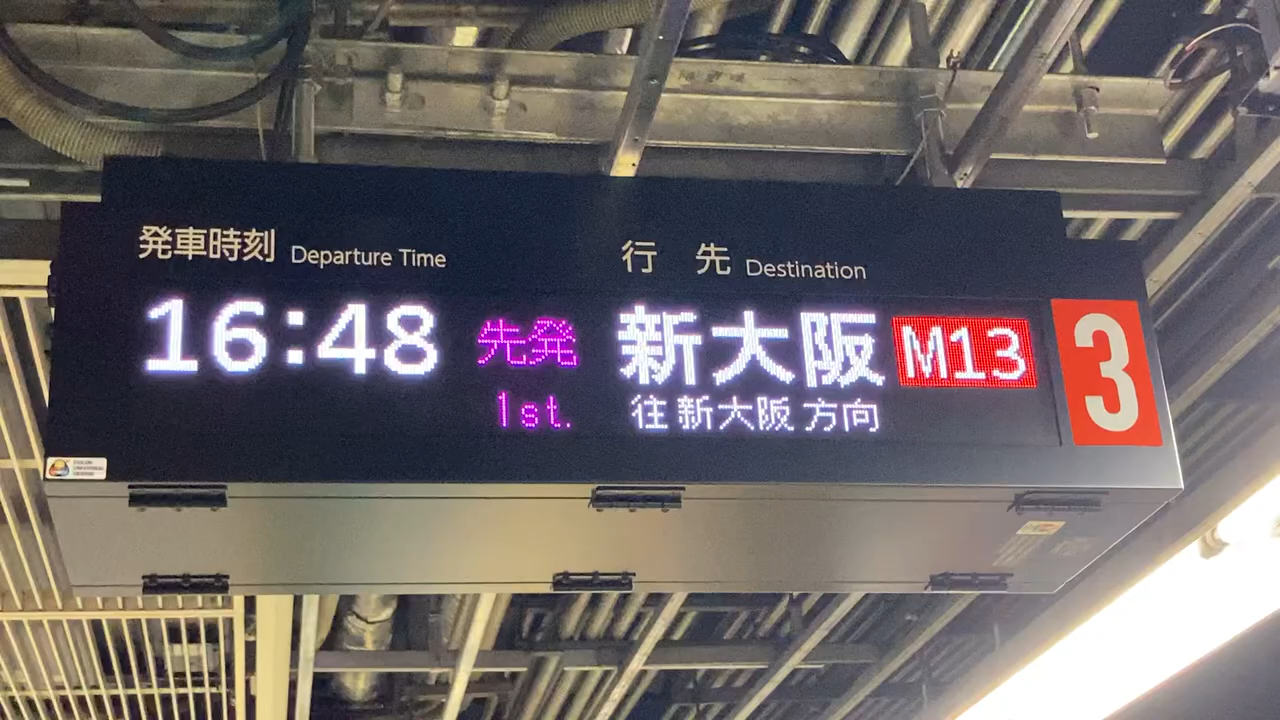 発車時刻 Departure Time 行先 Destination
16:48 先発 新大阪 M13 3
1st. 往新大阪方向